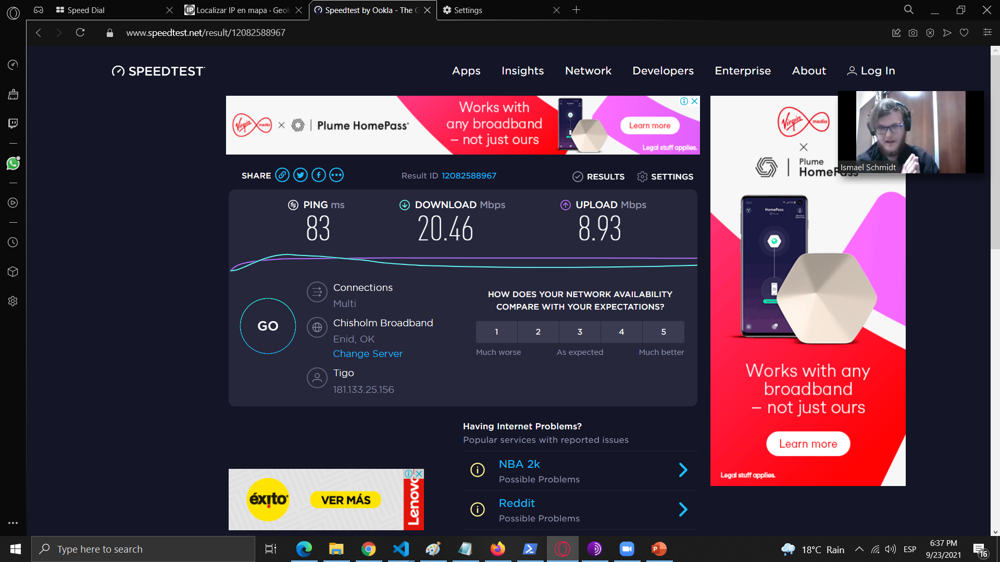 Speed Dial
Localizar IP en mapa · Geol
Speedtest by Ookla - The G
Settings
www.speedtest.net/result/12082588967
SPEEDTEST
Apps
Insights
Network
Developers
Enterprise
About
Log In
Virgin media
Plume HomePass
Works with
any broadband
– not just ours
Learn more
Legal stuff applies.
SHARE
Result ID 12082588967
RESULTS
SETTINGS
PING ms
83
DOWNLOAD Mbps
20.46
UPLOAD Mbps
8.93
GO
Connections
Multi
Chisholm Broadband
Enid, OK
Change Server
Tigo
181.133.25.156
HOW DOES YOUR NETWORK AVAILABILITY
COMPARE WITH YOUR EXPECTATIONS?
1 2 3 4 5
Much worse As expected Much better
Having Internet Problems?
Popular services with reported issues
NBA 2k
Possible Problems
Reddit
Possible Problems
éxito
VER MÁS
Lenovo
Virgin media
Plume
HomePass
Ismael Schmidt
HomePass
Works with any
broadband
– not just ours
Learn more
Legal stuff applies.
Type here to search
18°C Rain
ESP
6:37 PM
9/23/2021
16